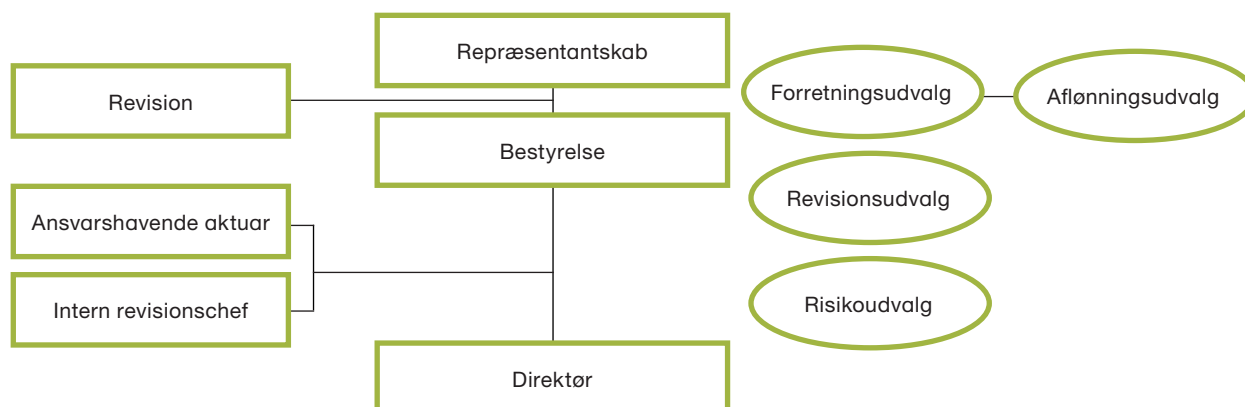 Repræsentantskab
Revision
Forretningsudvalg
Aflønningsudvalg
Bestyrelse
Revisionsudvalg
Ansvarshavende aktuar
Intern revisionschef
Risikoudvalg
Direktør